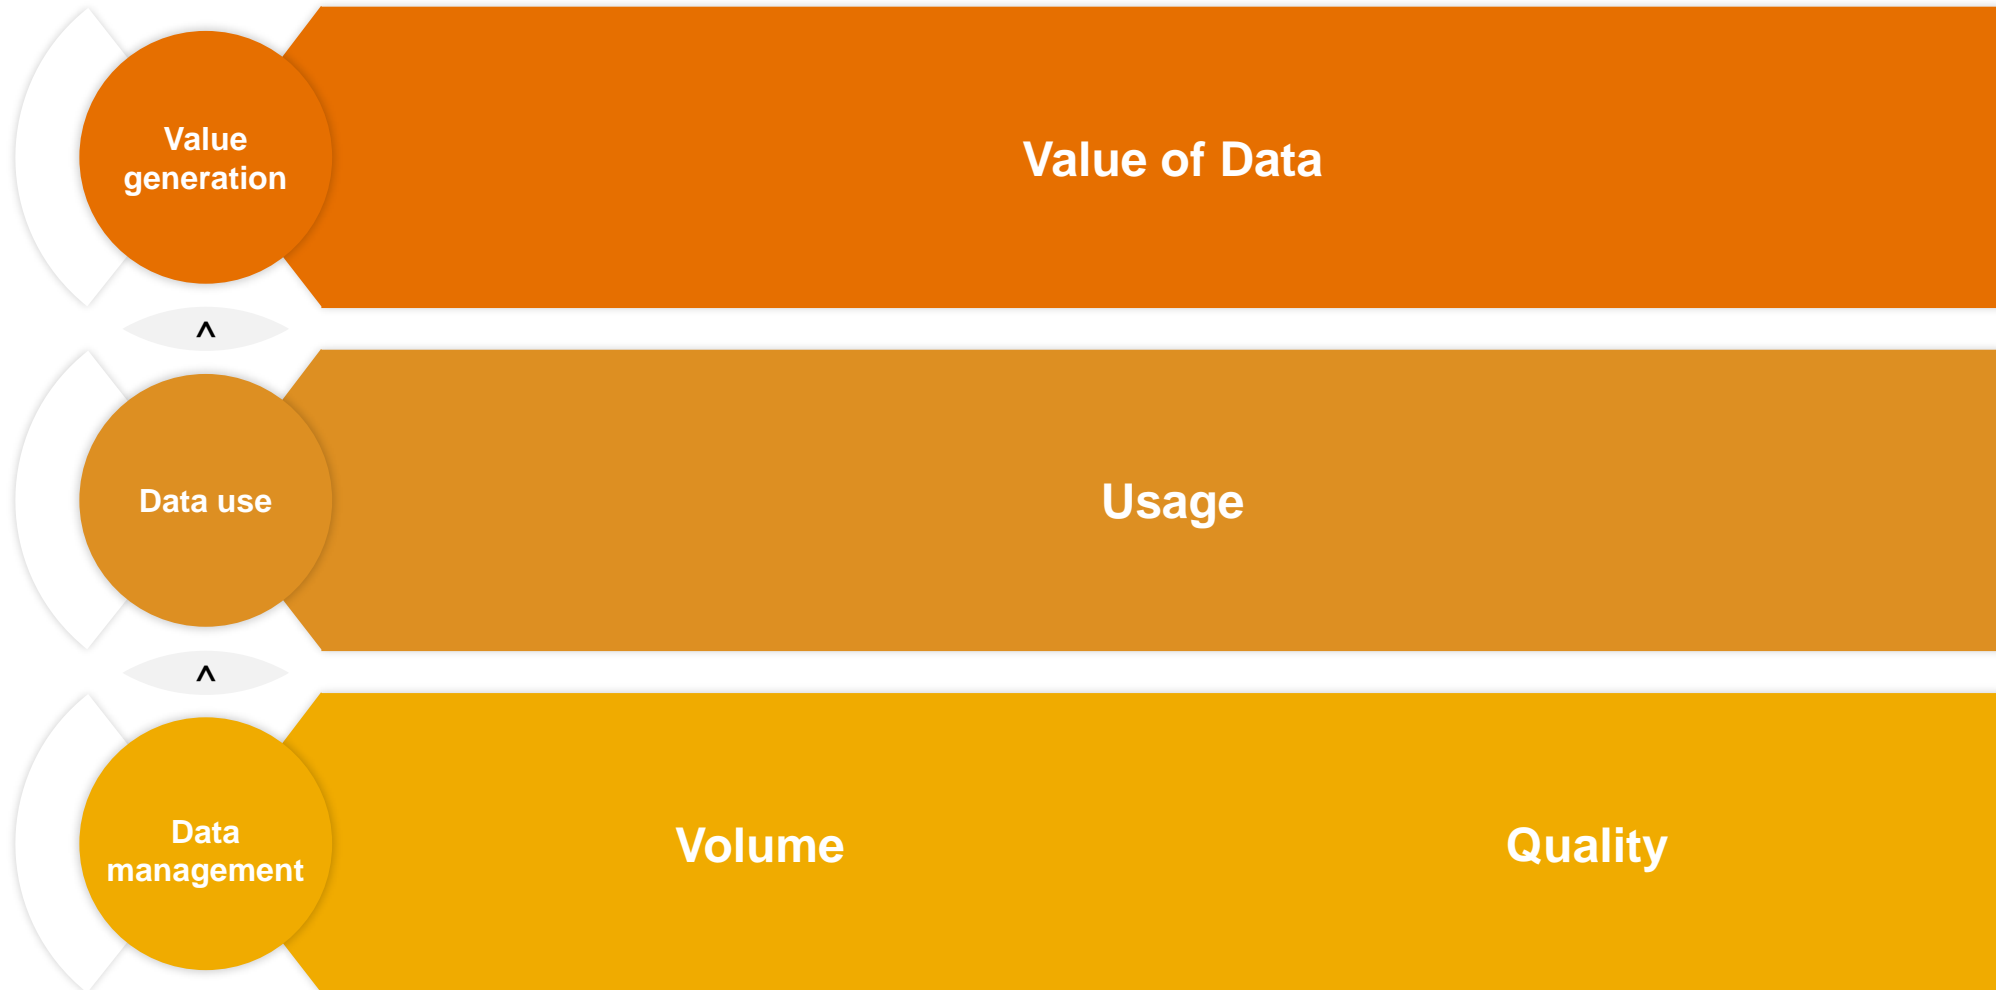 Value
generation
Value of Data
^
Data use
Usage
^
Data
management
Volume
Quality